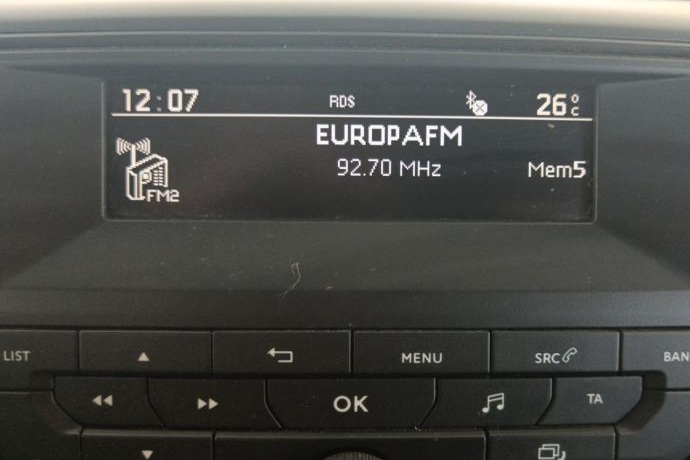 12:07 RDS 26°C
EUROPAFM
92.70 MHz Mem5
FM2
LIST MENU SRC BAN
OK TA